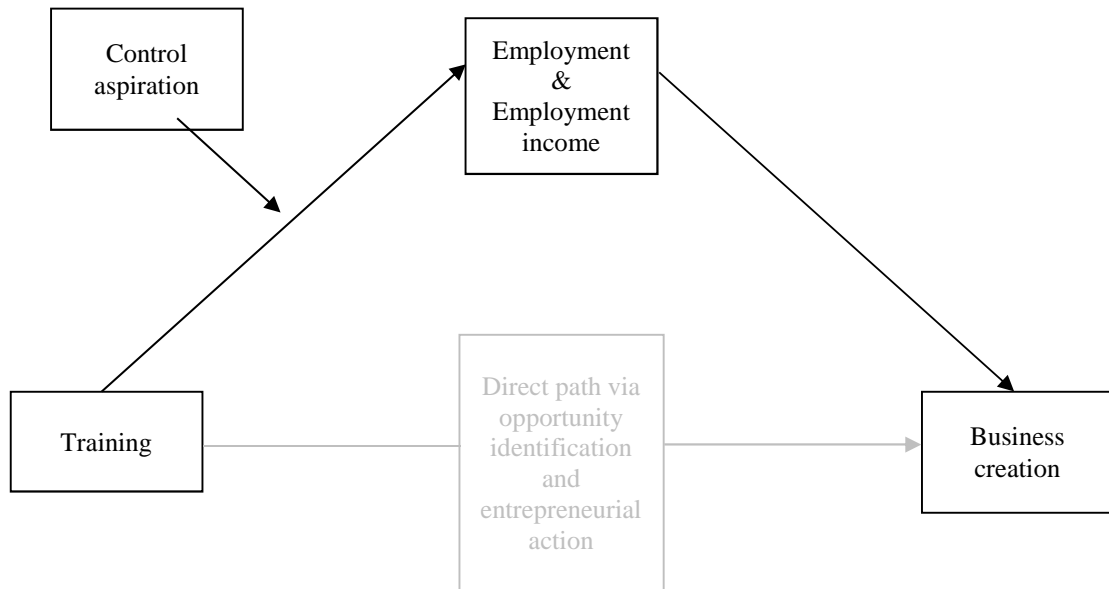 Control
aspiration
Employment
&
Employment
income
Training
Direct path via
opportunity
identification
and
entrepreneurial
action
Business
creation